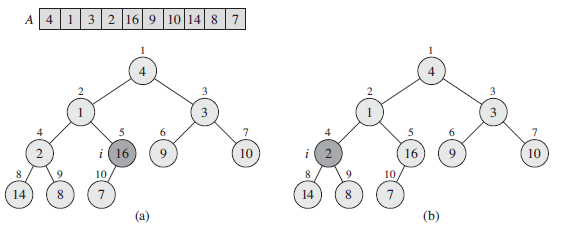 A 4 1 3 2 16 9 10 14 8 7
1 1
4 4
2 3 2 3
1 3 1 3
4 5 6 7 4 5 6 7
2 i 16 9 10 i 2 16 9 10
8 9 10 8 9 10
14 8 7 14 8 7
(a) (b)